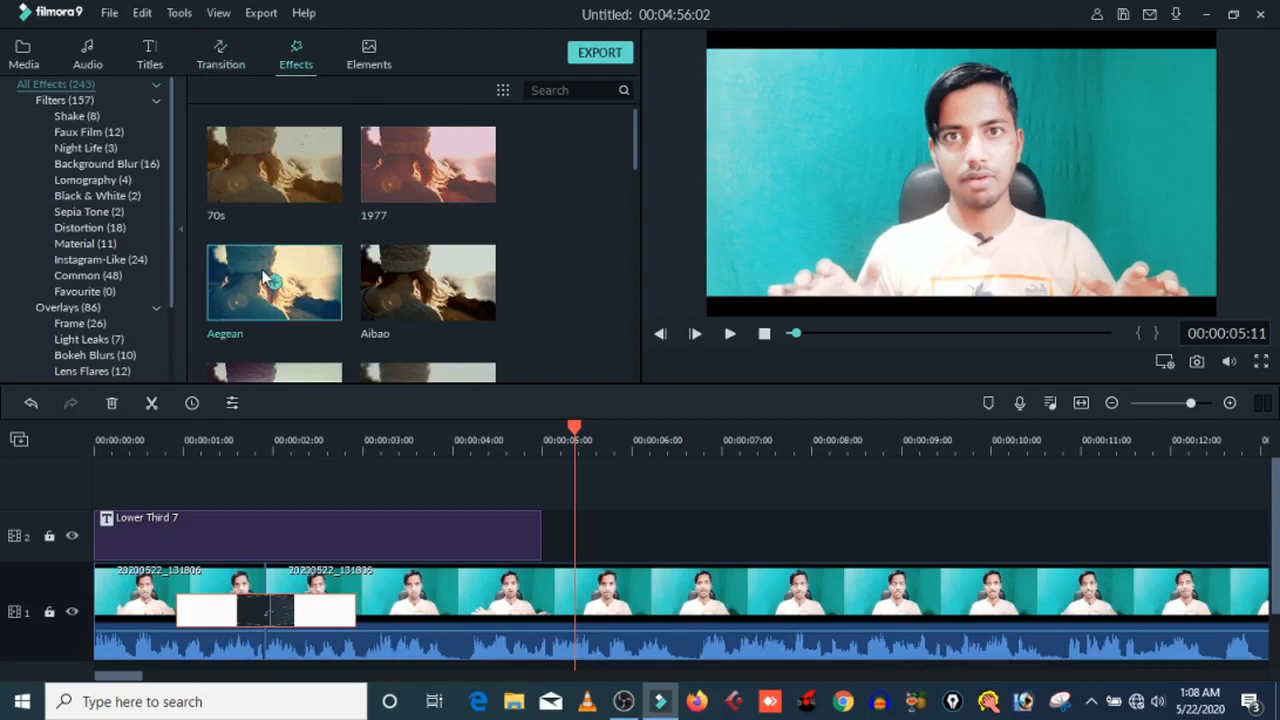 filmora9 File Edit Tools View Export Help Untitled: 00:04:56:02
Media Audio Titles Transition Effects Elements EXPORT
All Effects (243)
Filters (157)
Shake (8)
Faux Film (12)
Night Life (3)
Background Blur (16)
Lomography (4)
Black & White (2)
Sepia Tone (2)
Distortion (18)
Material (11)
Instagram-Like (24)
Common (48)
Favourite (0)
Overlays (86)
Frame (26)
Light Leaks (7)
Bokeh Blurs (10)
Lens Flares (12)
Search
70s 1977
Aegean Aibao
00:00:05:11
00:00:00:00 00:00:01:00 00:00:02:00 00:00:03:00 00:00:04:00 00:00:05:00 00:00:06:00 00:00:07:00 00:00:08:00 00:00:09:00 00:00:10:00 00:00:11:00 00:00:12:00
2 T Lower Third 7
20200522_131806 20200522_131806
1
Type here to search
1:08 AM
5/22/2020
3